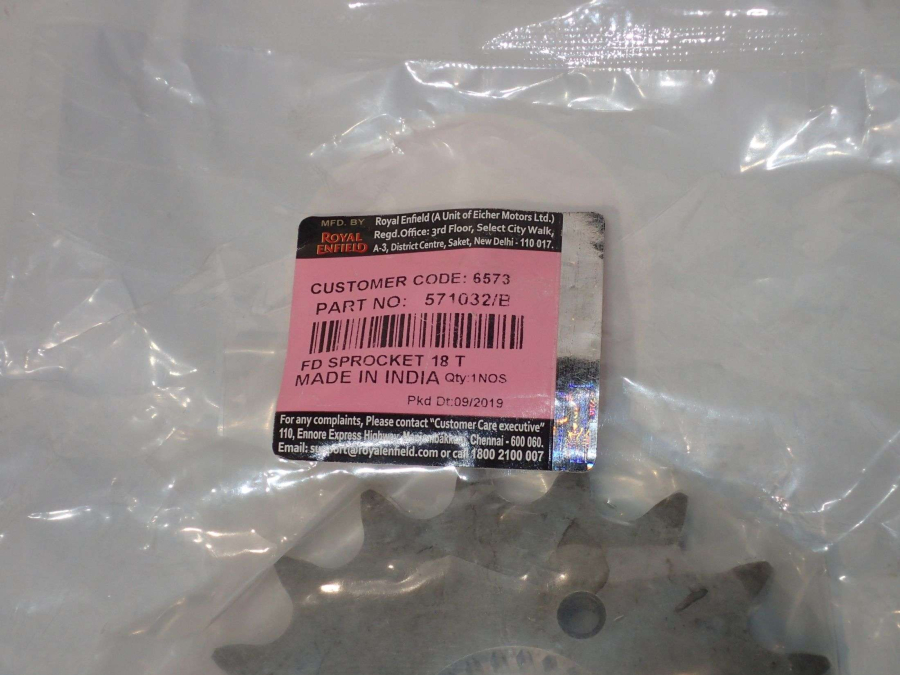 MFD. BY
ROYAL
ENFIELD
Royal Enfield (A Unit of Eicher Motors Ltd.)
Regd.Office: 3rd Floor, Select City Walk,
A-3, District Centre, Saket, New Delhi - 110 017.
CUSTOMER CODE: 6573
PART NO: 571032/B
FD SPROCKET 18 T
MADE IN INDIA Qty:1NOS
Pkd Dt:09/2019
For any complaints, Please contact "Customer Care executive"
110, Ennore Express Highway, Chennai - 600 060.
Email: support@royalenfield.com or call 1800 2100 007